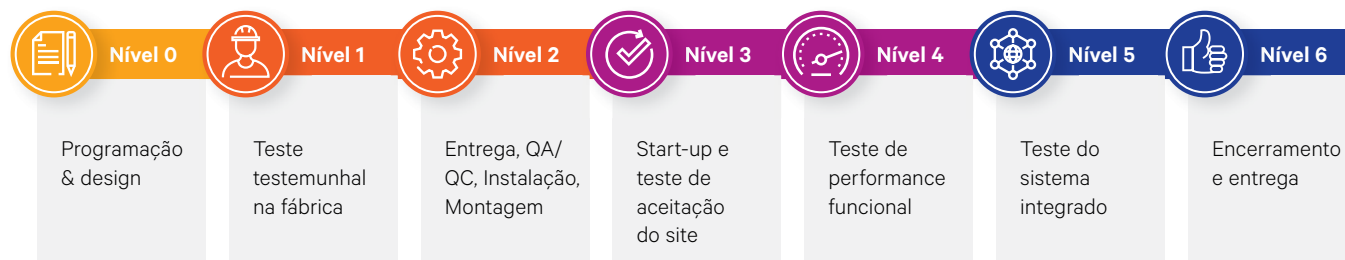 Nível 0
Nível 1
Nível 2
Nível 3
Nível 4
Nível 5
Nível 6
Programação
& design
Teste
testemunhal
na fábrica
Entrega, QA/
QC, Instalação,
Montagem
Start-up e
teste de
aceitação
do site
Teste de
performance
funcional
Teste do
sistema
integrado
Encerramento
e entrega